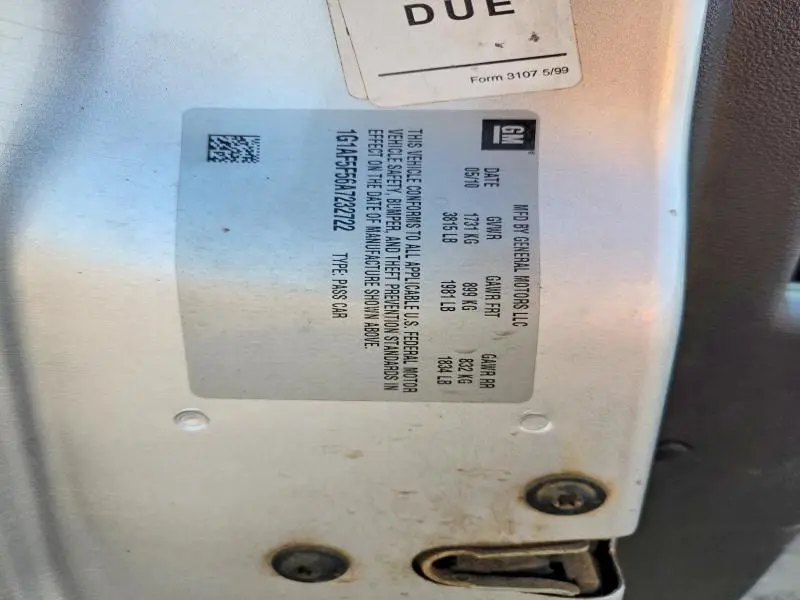 DUE
Form 3107 5/99
GM
MFD BY GENERAL MOTORS LLC
DATE GVWR GAWR FRT GAWR RR
05/10 1731 KG 899 KG 832 KG
3815 LB 1981 LB 1834 LB
THIS VEHICLE CONFORMS TO ALL APPLICABLE U.S. FEDERAL MOTOR
VEHICLE SAFETY, BUMPER, AND THEFT PREVENTION STANDARDS IN
EFFECT ON THE DATE OF MANUFACTURE SHOWN ABOVE.
1G1AF5F56A7232722 TYPE: PASS CAR